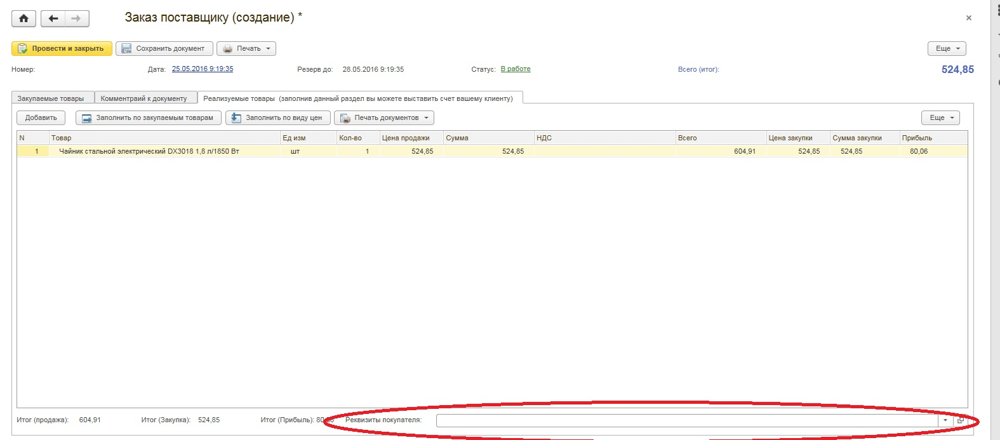 Заказ поставщику (создание) *
Провести и закрыть Сохранить документ Печать Еще
Номер: Дата: 25.05.2016 9:19:35 Резерв до: 28.05.2016 9:19:35 Статус: В работе Всего (итог): 524,85
Закупаемые товары Комментраий к документу Реализуемые товары (заполнив данный раздел вы можете выставить счет вашему клиенту)
Добавить Заполнить по закупаемым товарам Заполнить по виду цен Печать документов Еще
N Товар Ед изм Кол-во Цена продажи Сумма НДС Всего Цена закупки Сумма закупки Прибыль
1 Чайник стальной электрический DX3018 1,8 л/1850 Вт шт 1 524,85 524,85 604,91 524,85 524,85 80,06
Итог (продажа): 604,91 Итог (Закупка): 524,85 Итог (Прибыль): 80,06 Реквизиты покупателя: